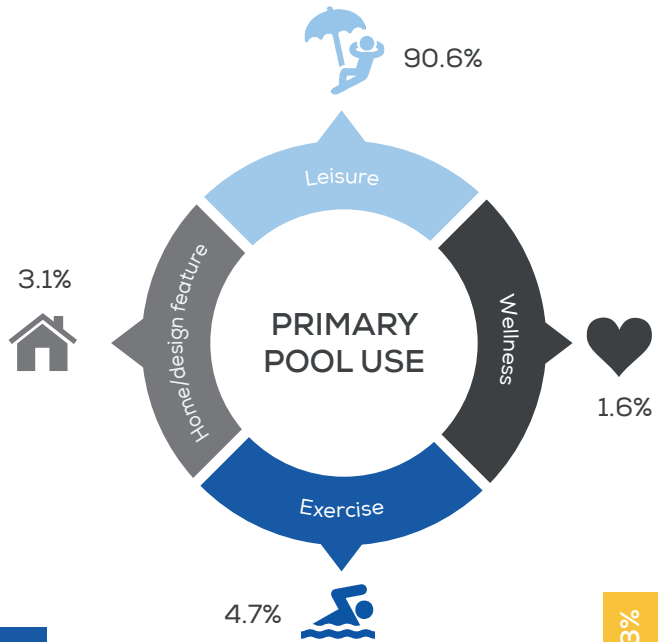 90.6%
Leisure
3.1%
Home/design feature
PRIMARY
POOL USE
Wellness
1.6%
Exercise
4.7%